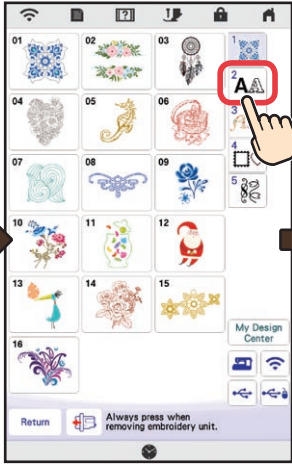 ?
01 02 03 1
2
AA
04 05 06 3
A
4
07 08 09 5
10 11 12
13 14 15
My Design
Center
16
Return
Always press when
removing embroidery unit.